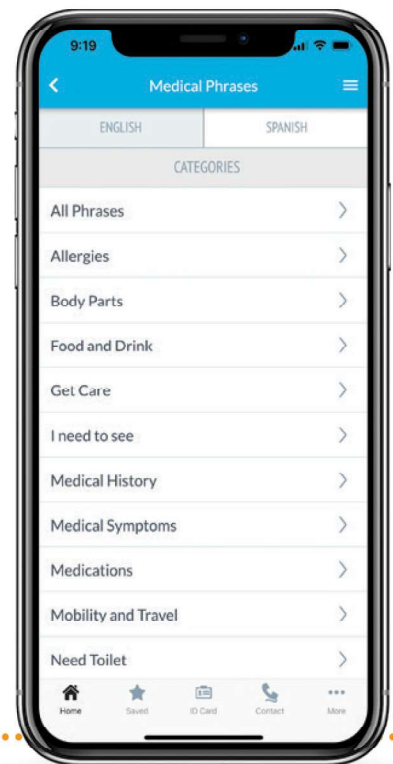 9:19
Medical Phrases
ENGLISH SPANISH
CATEGORIES
All Phrases
Allergies
Body Parts
Food and Drink
Get Care
I need to see
Medical History
Medical Symptoms
Medications
Mobility and Travel
Need Toilet
Home Saved ID Card Contact More